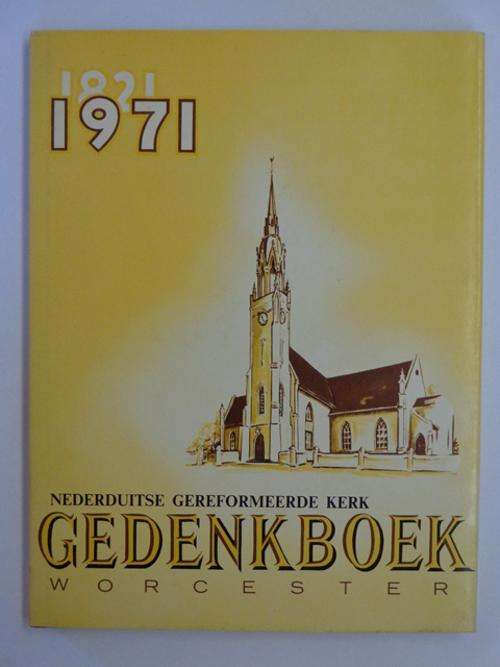 1821
1971
NEDERDUITSE GEREFORMEERDE KERK
GEDENKBOEK
WORCESTER